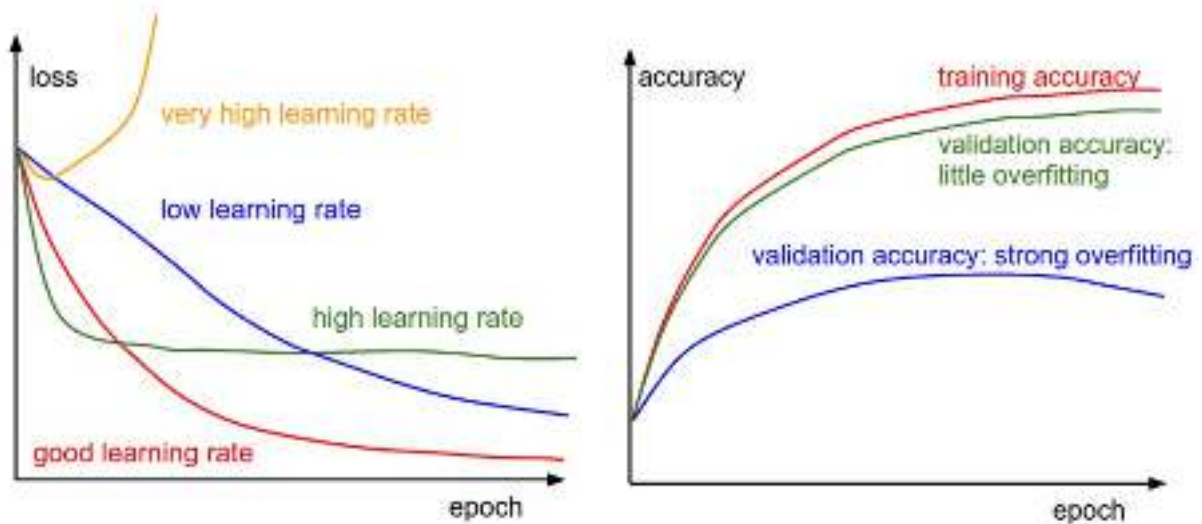 loss
very high learning rate
low learning rate
high learning rate
good learning rate
epoch
accuracy
training accuracy
validation accuracy:
little overfitting
validation accuracy: strong overfitting
epoch